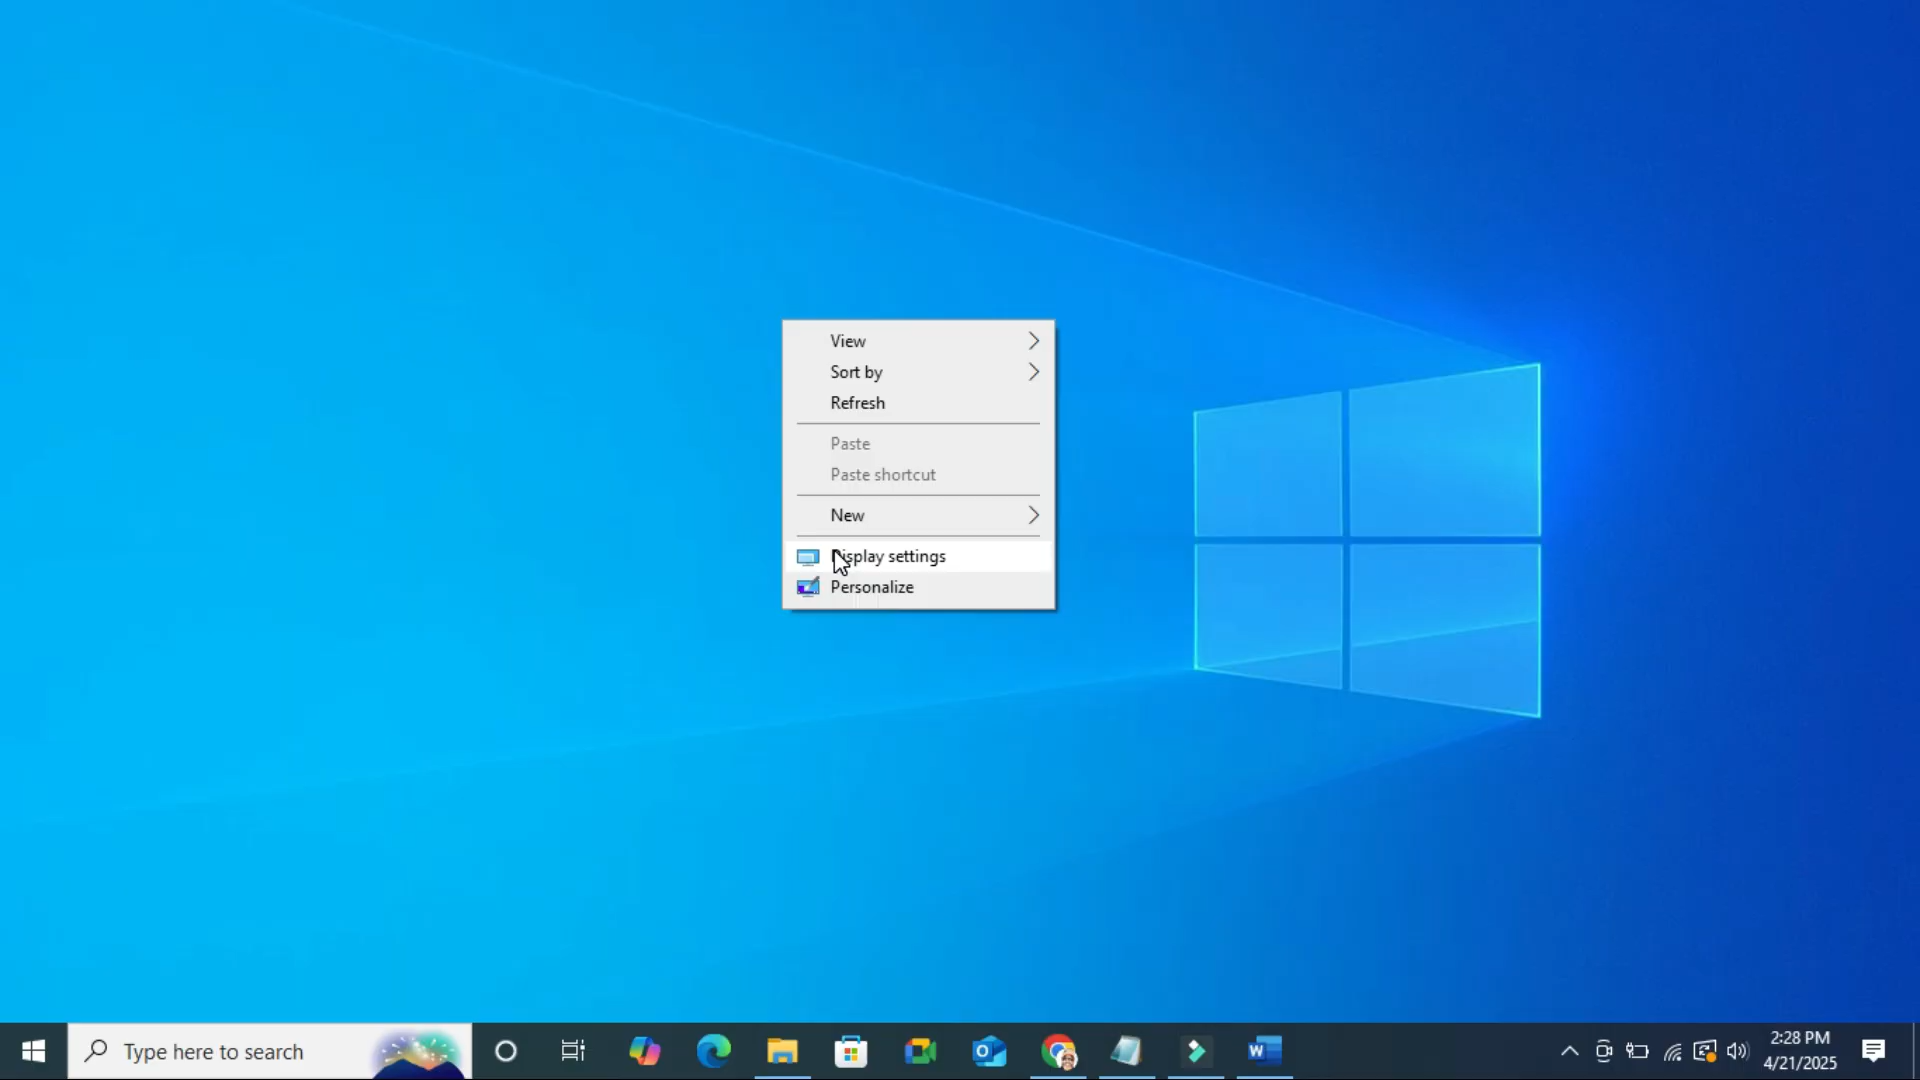 View
Sort by
Refresh
Paste
Paste shortcut
New
Display settings
Personalize
Type here to search
2:28 PM
4/21/2025